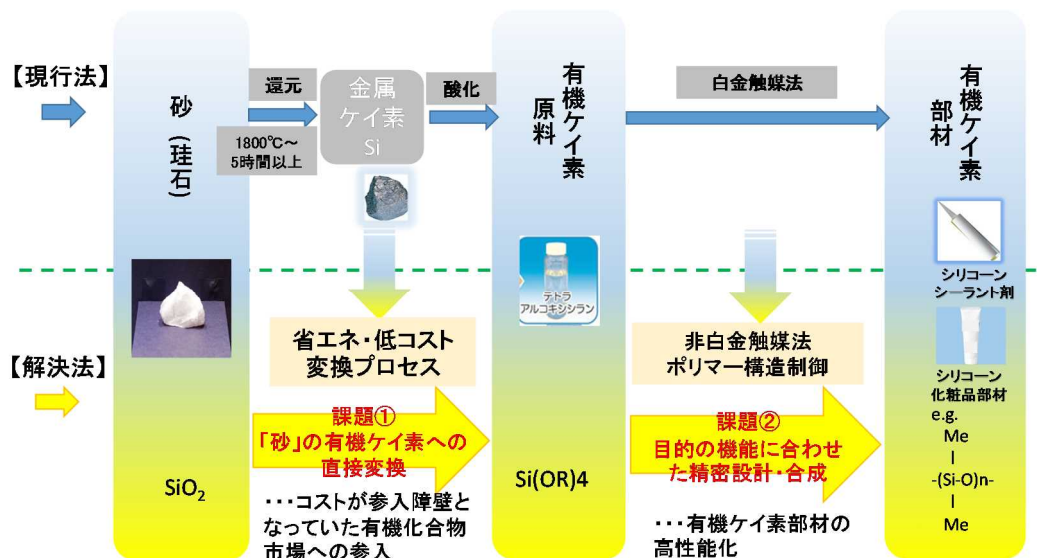 【現行法】
砂(珪石)
還元
1800℃~
5時間以上
金属
ケイ素
Si
酸化
有機ケイ素
原料
白金触媒法
有機ケイ素
部材
テトラ
アルコキシシラン
シリコーン
シーラント剤
【解決法】
省エネ・低コスト
変換プロセス
非白金触媒法
ポリマー構造制御
シリコーン
化粧品部材
課題①
「砂」の有機ケイ素への
直接変換
課題②
目的の機能に合わせ
た精密設計・合成
e.g.
Me
|
-(Si-O)n-
|
Me
SiO₂
Si(OR)4
・・・コストが参入障壁と
なっていた有機化合物
市場への参入
・・・有機ケイ素部材の
高性能化